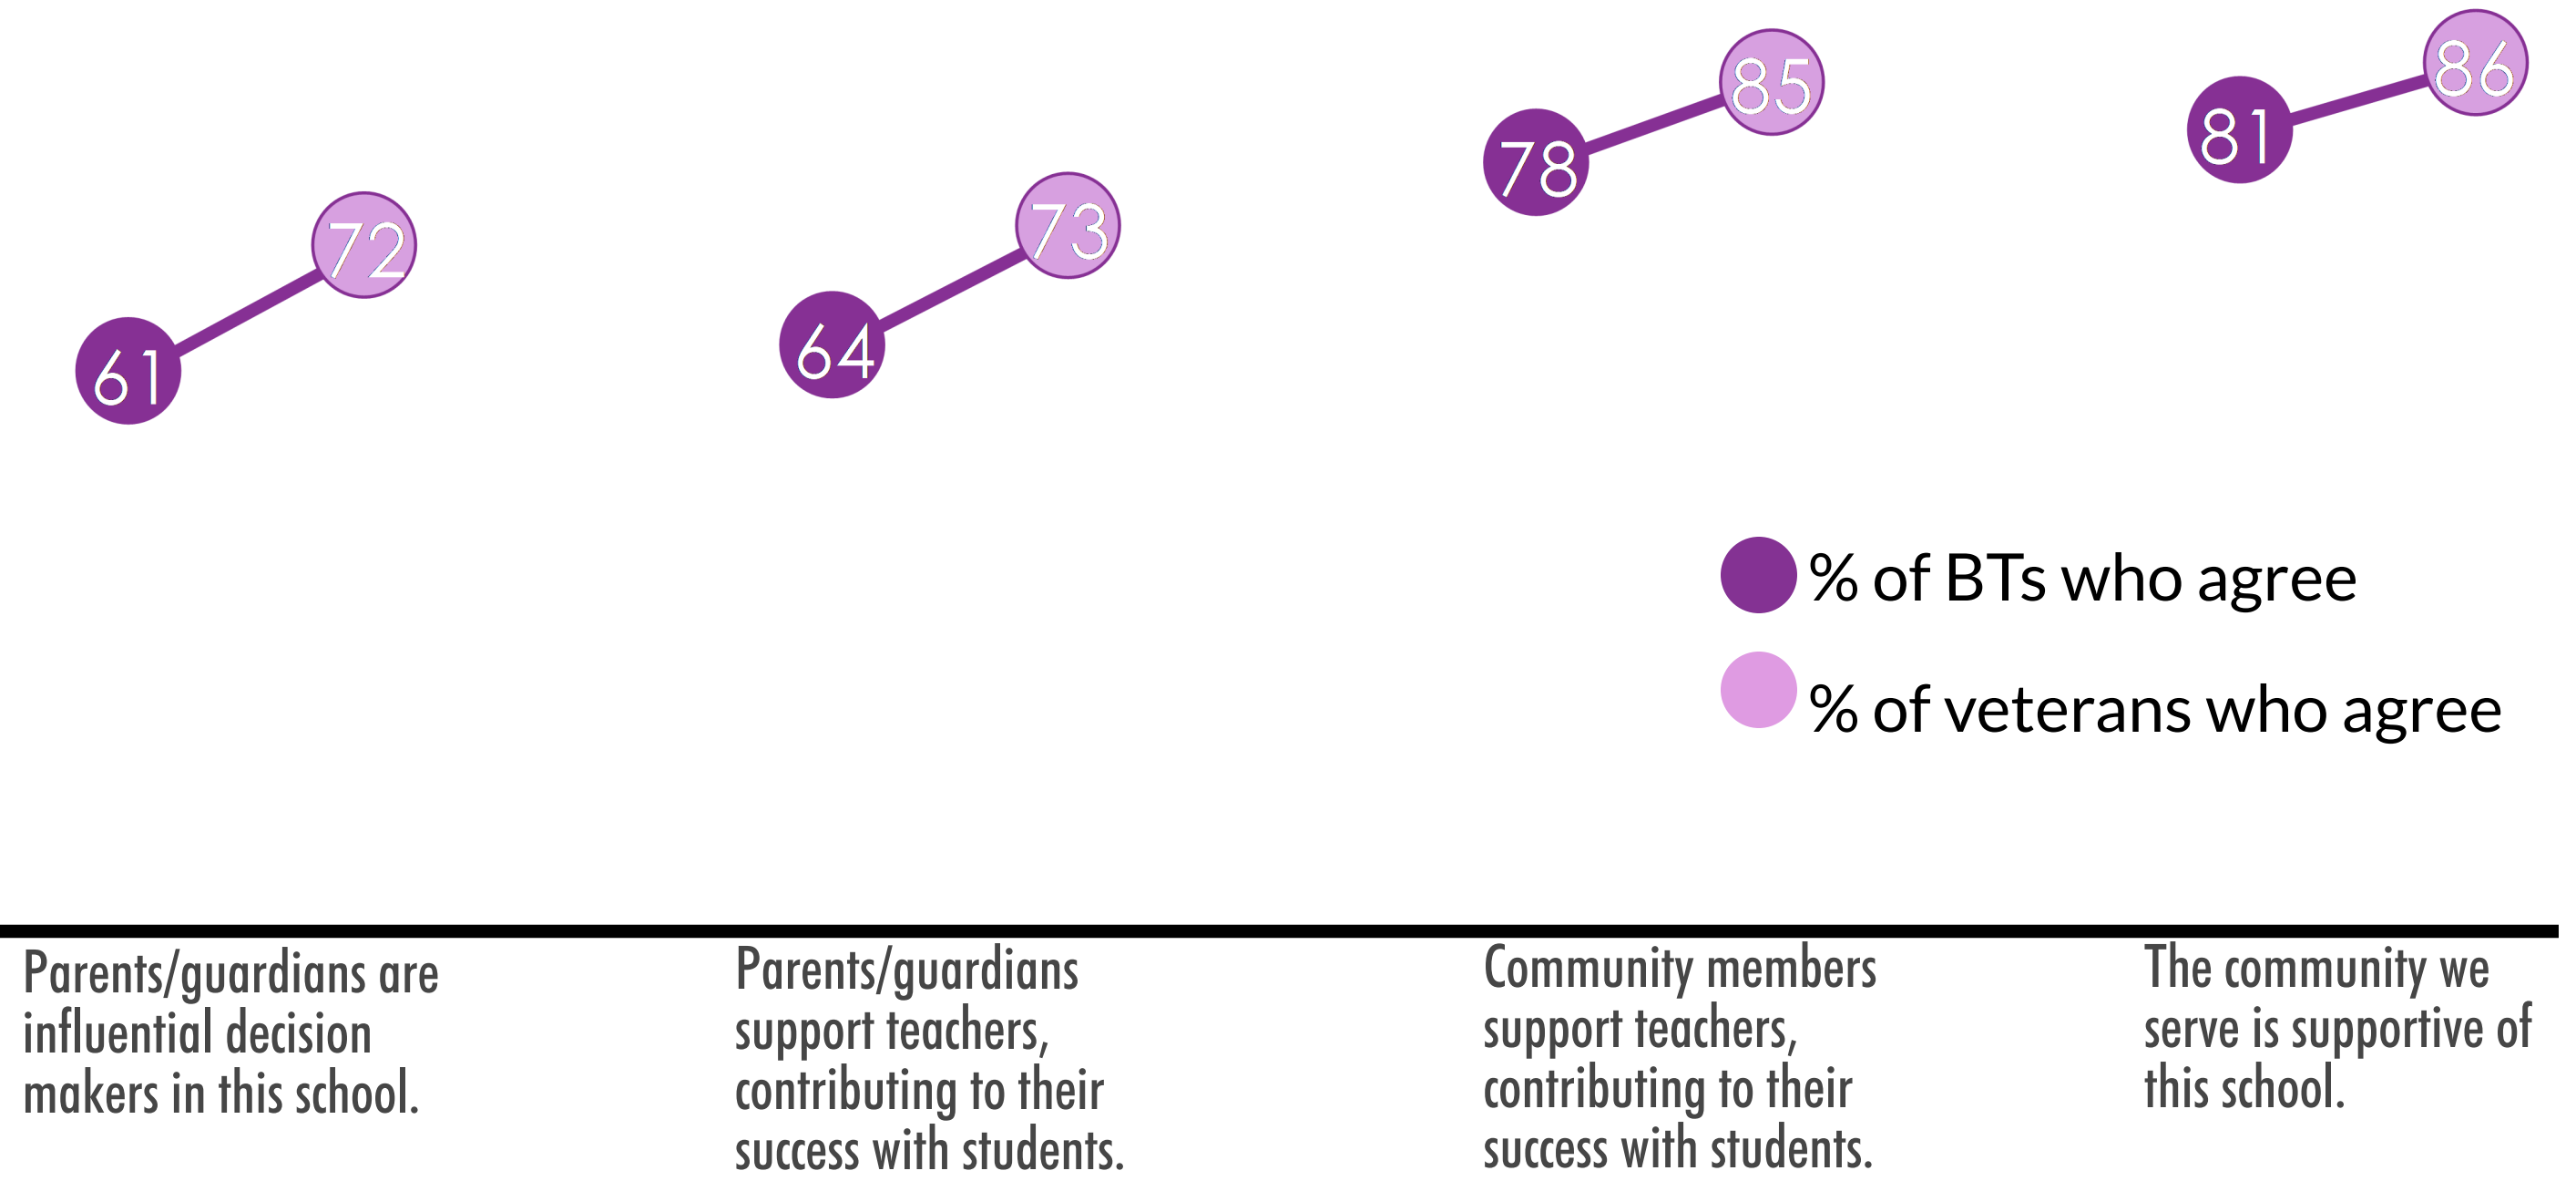 61
72
64
73
78
85
81
86
% of BTs who agree
% of veterans who agree
Parents/guardians are
influential decision
makers in this school.
Parents/guardians
support teachers,
contributing to their
success with students.
Community members
support teachers,
contributing to their
success with students.
The community we
serve is supportive of
this school.